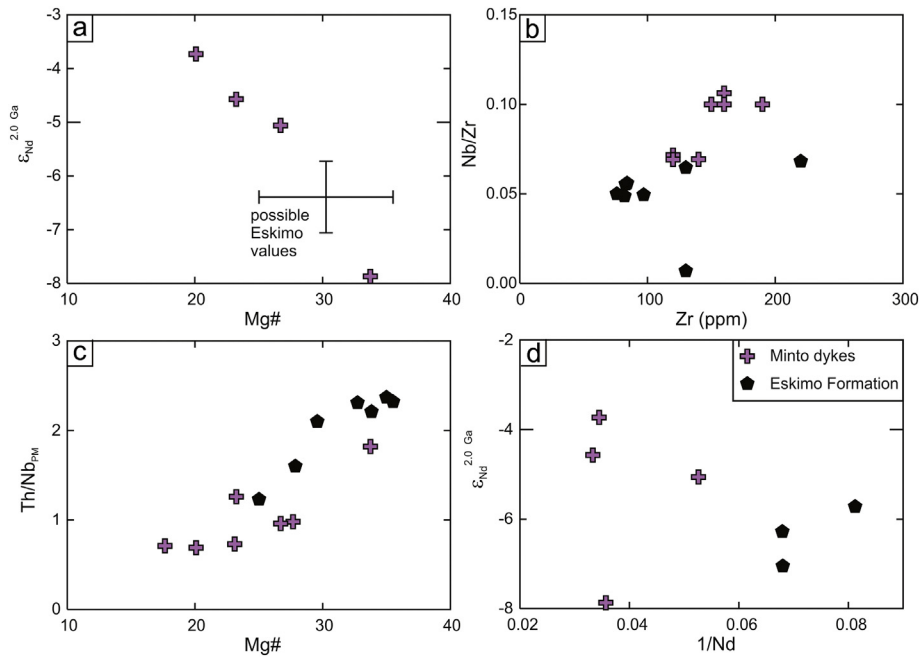 a
-3
-4
-5
-6
-7
-8
εNd 2.0 Ga
possible
Eskimo
values
10
20
30
40
Mg#
b
0.15
0.10
0.05
0.00
Nb/Zr
0
100
200
300
Zr (ppm)
c
3
2
1
0
Th/NbPM
10
20
30
40
Mg#
d
-2
-4
-6
-8
εNd 2.0 Ga
Minto dykes
Eskimo Formation
0.02
0.04
0.06
0.08
1/Nd